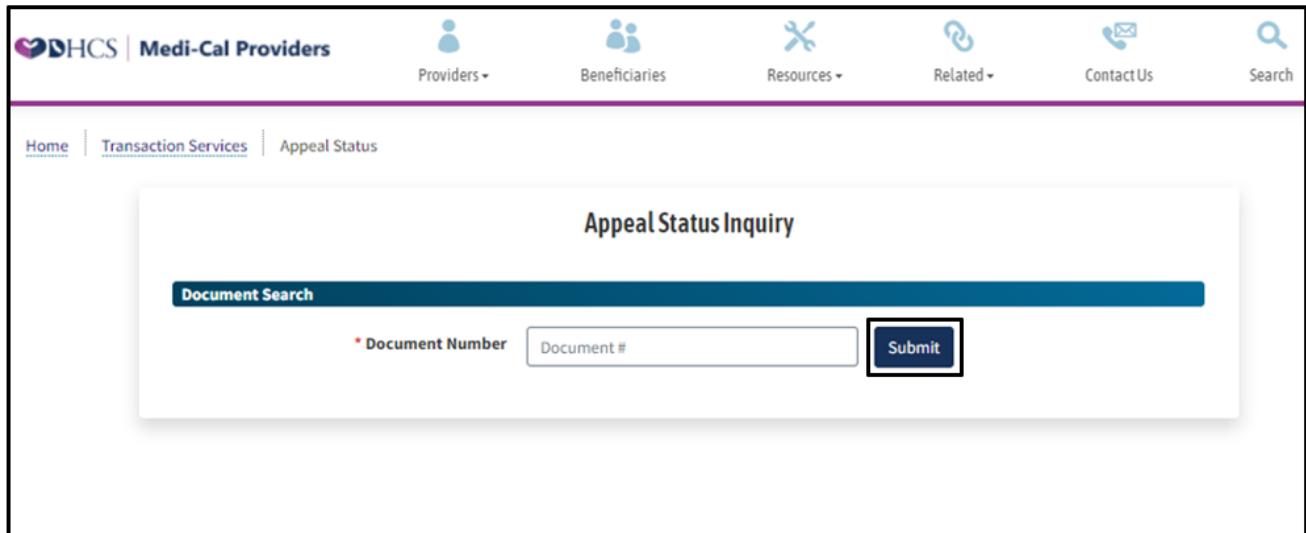 DHCS | Medi-Cal Providers
Providers Beneficiaries Resources Related Contact Us Search
Home Transaction Services Appeal Status
Appeal Status Inquiry
Document Search
* Document Number Document # Submit